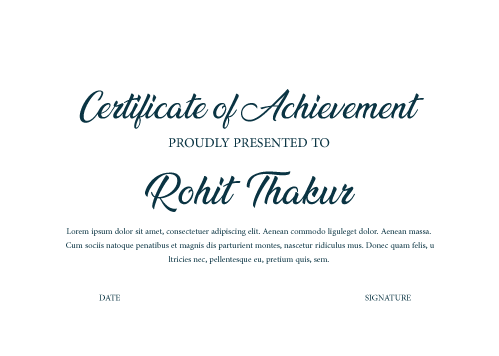 Certificate of Achievement
PROUDLY PRESENTED TO
Rohit Thakur
Lorem ipsum dolor sit amet, consectetuer adipiscing elit. Aenean commodo liguleget dolor. Aenean massa.
Cum sociis natoque penatibus et magnis dis parturient montes, nascetur ridiculus mus. Donec quam felis, u
ltricies nec, pellentesque eu, pretium quis, sem.
DATE SIGNATURE